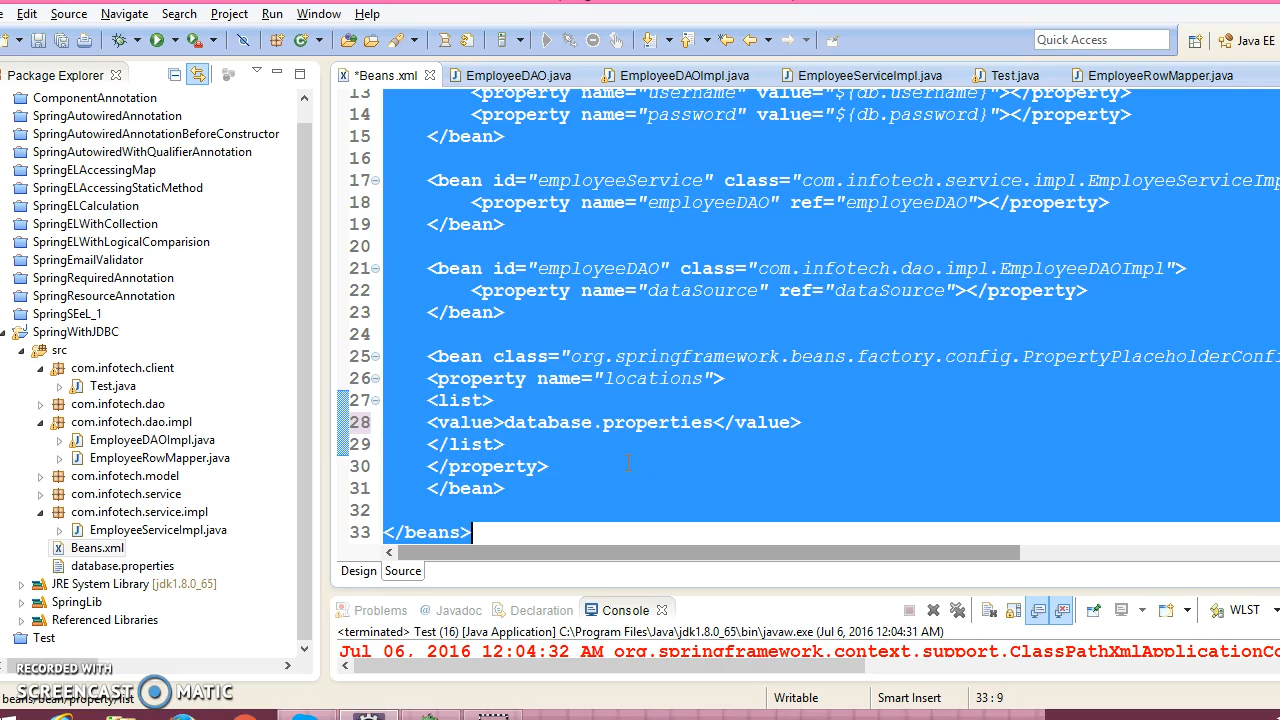 Edit Source Navigate Search Project Run Window Help
Quick Access
Java EE
Package Explorer
ComponentAnnotation
SpringAutowiredAnnotation
SpringAutowiredAnnotationBeforeConstructor
SpringAutowiredWithQualifierAnnotation
SpringELAccessingMap
SpringELAccessingStaticMethod
SpringELCalculation
SpringELWithCollection
SpringELWithLogicalComparision
SpringEmailValidator
SpringRequiredAnnotation
SpringResourceAnnotation
SpringSEeL_1
SpringWithJDBC
src
com.infotech.client
Test.java
com.infotech.dao
com.infotech.dao.impl
EmployeeDAOImpl.java
EmployeeRowMapper.java
com.infotech.model
com.infotech.service
com.infotech.service.impl
EmployeeServiceImpl.java
Beans.xml
database.properties
JRE System Library [jdk1.8.0_65]
SpringLib
Referenced Libraries
Test
*Beans.xml EmployeeDAO.java EmployeeDAOImpl.java EmployeeServiceImpl.java Test.java EmployeeRowMapper.java
13 <property name="username" value="${db.username}"></property>
14 <property name="password" value="${db.password}"></property>
15 </bean>
16
17 <bean id="employeeService" class="com.infotech.service.impl.EmployeeServiceImp
18 <property name="employeeDAO" ref="employeeDAO"></property>
19 </bean>
20
21 <bean id="employeeDAO" class="com.infotech.dao.impl.EmployeeDAOImpl">
22 <property name="dataSource" ref="dataSource"></property>
23 </bean>
24
25 <bean class="org.springframework.beans.factory.config.PropertyPlaceholderConfi
26 <property name="locations">
27 <list>
28 <value>database.properties</value>
29 </list>
30 </property>
31 </bean>
32
33 </beans>
Design Source
Problems Javadoc Declaration Console
WLST
<terminated> Test (16) [Java Application] C:\Program Files\Java\jdk1.8.0_65\bin\javaw.exe (Jul 6, 2016 12:04:31 AM)
Jul 06, 2016 12:04:32 AM org.springframework.context.support.ClassPathXmlApplicationCo
RECORDED WITH
SCREENCAST MATIC
beans/bean/property/list
Writable Smart Insert 33 : 9